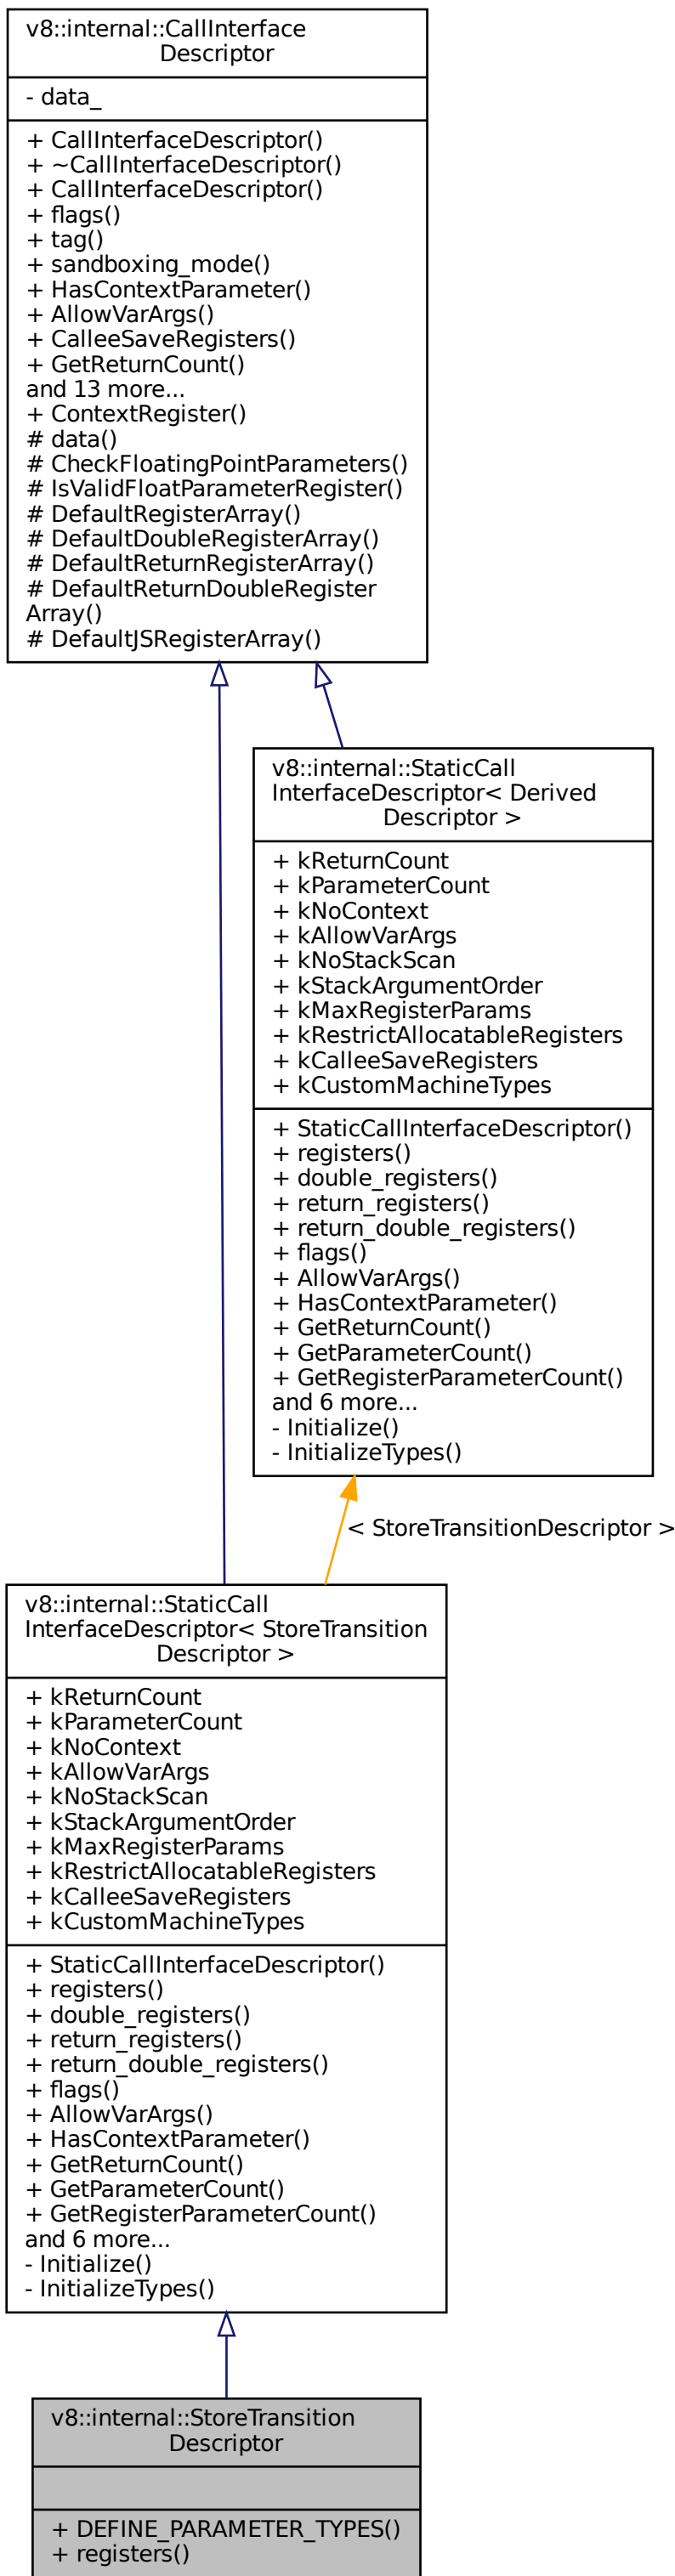 v8::internal::CallInterface
Descriptor
- data_
+ CallInterfaceDescriptor()
+ ~CallInterfaceDescriptor()
+ CallInterfaceDescriptor()
+ flags()
+ tag()
+ sandboxing_mode()
+ HasContextParameter()
+ AllowVarArgs()
+ CalleeSaveRegisters()
+ GetReturnCount()
and 13 more...
+ ContextRegister()
# data()
# CheckFloatingPointParameters()
# IsValidFloatParameterRegister()
# DefaultRegisterArray()
# DefaultDoubleRegisterArray()
# DefaultReturnRegisterArray()
# DefaultReturnDoubleRegister
Array()
# DefaultJSRegisterArray()
v8::internal::StaticCall
InterfaceDescriptor< Derived
Descriptor >
+ kReturnCount
+ kParameterCount
+ kNoContext
+ kAllowVarArgs
+ kNoStackScan
+ kStackArgumentOrder
+ kMaxRegisterParams
+ kRestrictAllocatableRegisters
+ kCalleeSaveRegisters
+ kCustomMachineTypes
+ StaticCallInterfaceDescriptor()
+ registers()
+ double_registers()
+ return_registers()
+ return_double_registers()
+ flags()
+ AllowVarArgs()
+ HasContextParameter()
+ GetReturnCount()
+ GetParameterCount()
+ GetRegisterParameterCount()
and 6 more...
- Initialize()
- InitializeTypes()
< StoreTransitionDescriptor >
v8::internal::StaticCall
InterfaceDescriptor< StoreTransition
Descriptor >
+ kReturnCount
+ kParameterCount
+ kNoContext
+ kAllowVarArgs
+ kNoStackScan
+ kStackArgumentOrder
+ kMaxRegisterParams
+ kRestrictAllocatableRegisters
+ kCalleeSaveRegisters
+ kCustomMachineTypes
+ StaticCallInterfaceDescriptor()
+ registers()
+ double_registers()
+ return_registers()
+ return_double_registers()
+ flags()
+ AllowVarArgs()
+ HasContextParameter()
+ GetReturnCount()
+ GetParameterCount()
+ GetRegisterParameterCount()
and 6 more...
- Initialize()
- InitializeTypes()
v8::internal::StoreTransition
Descriptor
+ DEFINE_PARAMETER_TYPES()
+ registers()